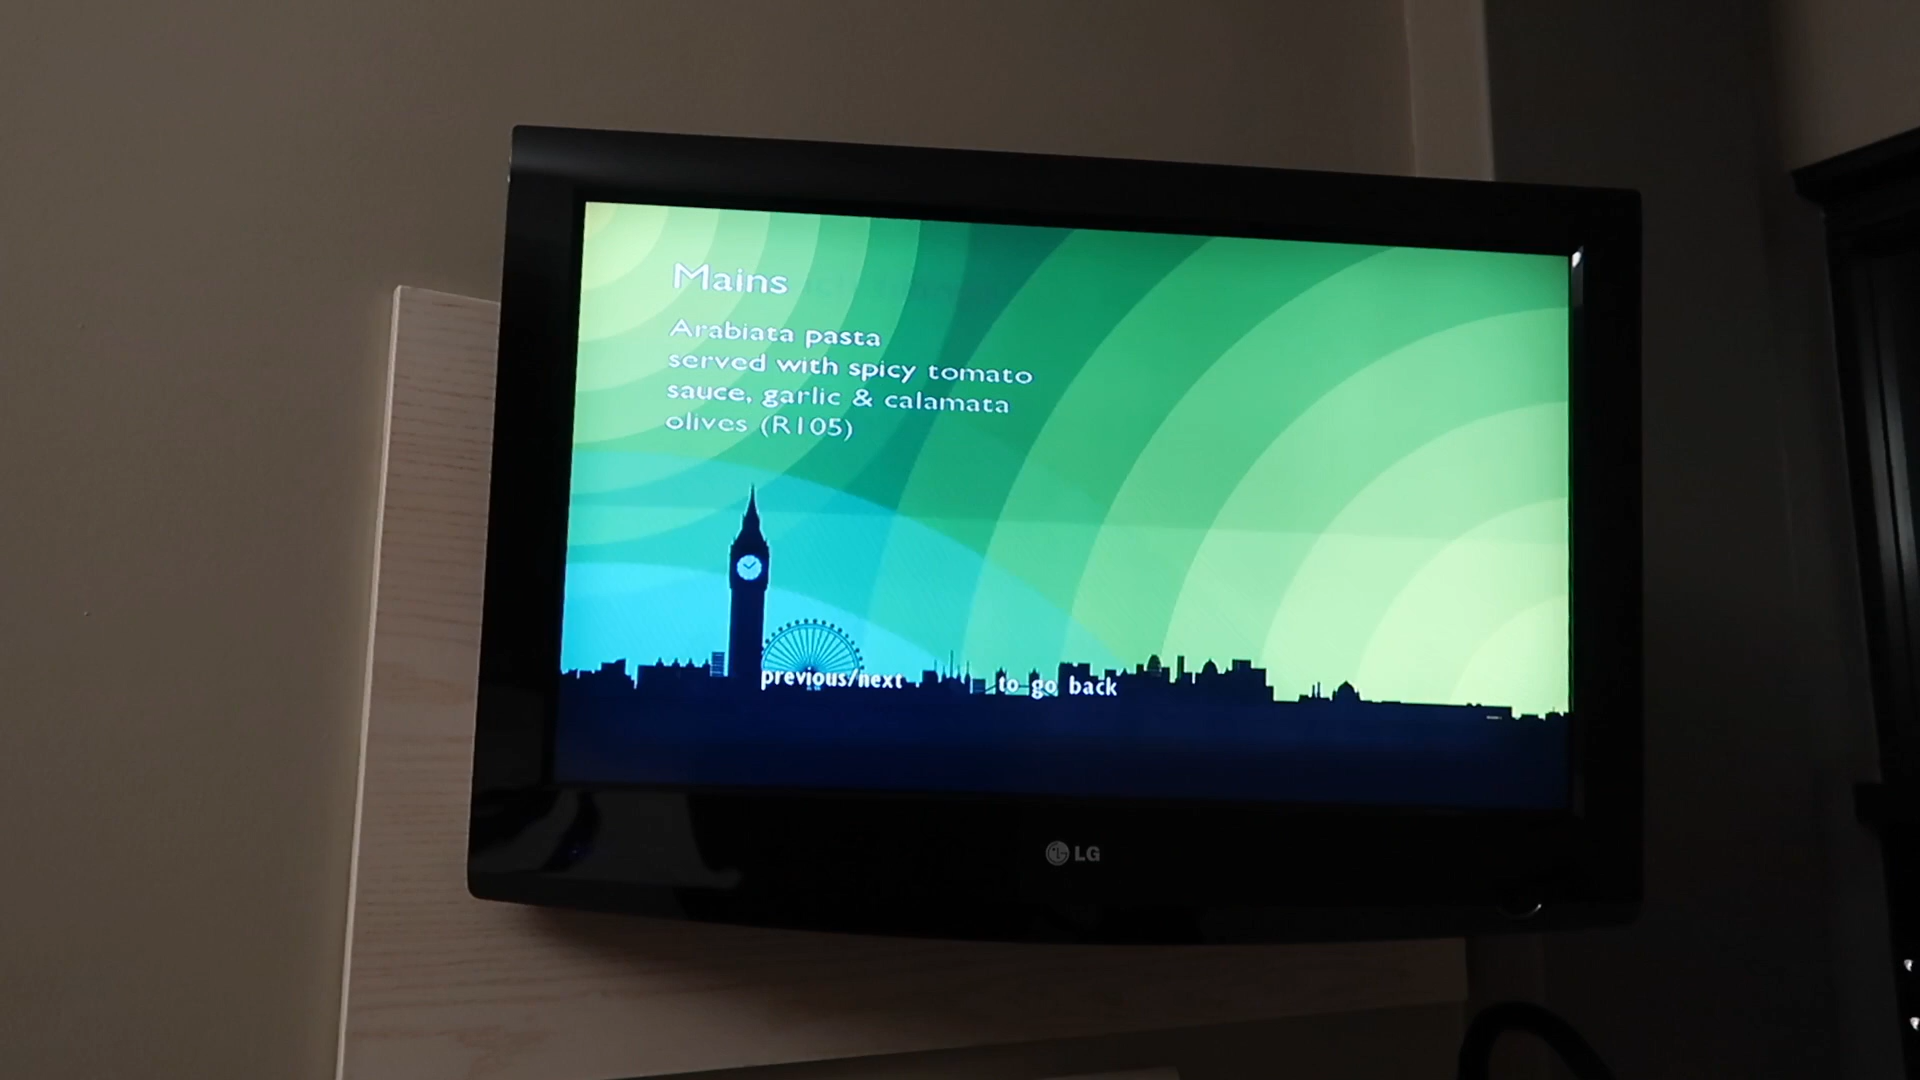 Mains
Arabiata pasta
served with spicy tomato
sauce, garlic & calamata
olives (R105)
previous/next to go back
LG